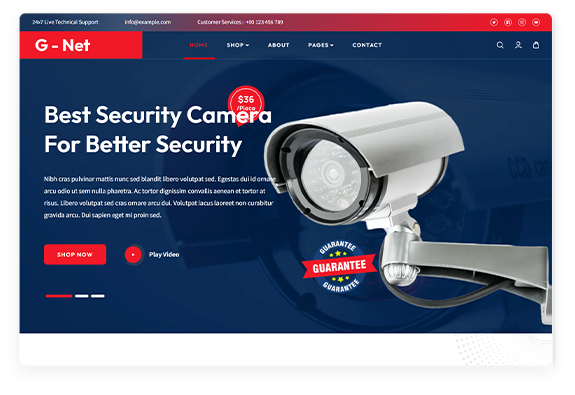 24x7 Live Technical Support info@example.com Customer Services : +00 123 456 789
G - Net
HOME SHOP ABOUT PAGES CONTACT
$36
/Piece
Best Security Camera
For Better Security
Nibh cras pulvinar mattis nunc sed blandit libero volutpat sed. Egestas dui id ornare
arcu odio ut sem nulla pharetra. Ac tortor dignissim convallis aenean et tortor at
risus. Libero volutpat sed cras ornare arcu dui. Volutpat lacus laoreet non curabitur
gravida arcu. Dui sapien eget mi proin sed.
SHOP NOW Play Video
GUARANTEE
GUARANTEE
GUARANTEE